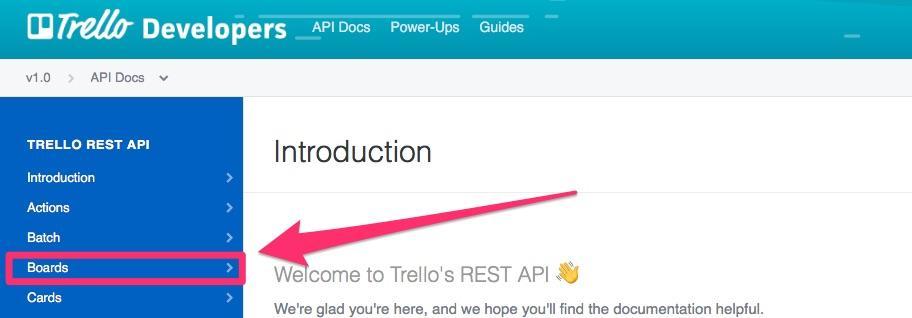 Trello Developers
API Docs Power-Ups Guides
v1.0 > API Docs
TRELLO REST API
Introduction
Introduction
Actions
Batch
Boards
Cards
Welcome to Trello's REST API 👋
We're glad you're here, and we hope you'll find the documentation helpful.